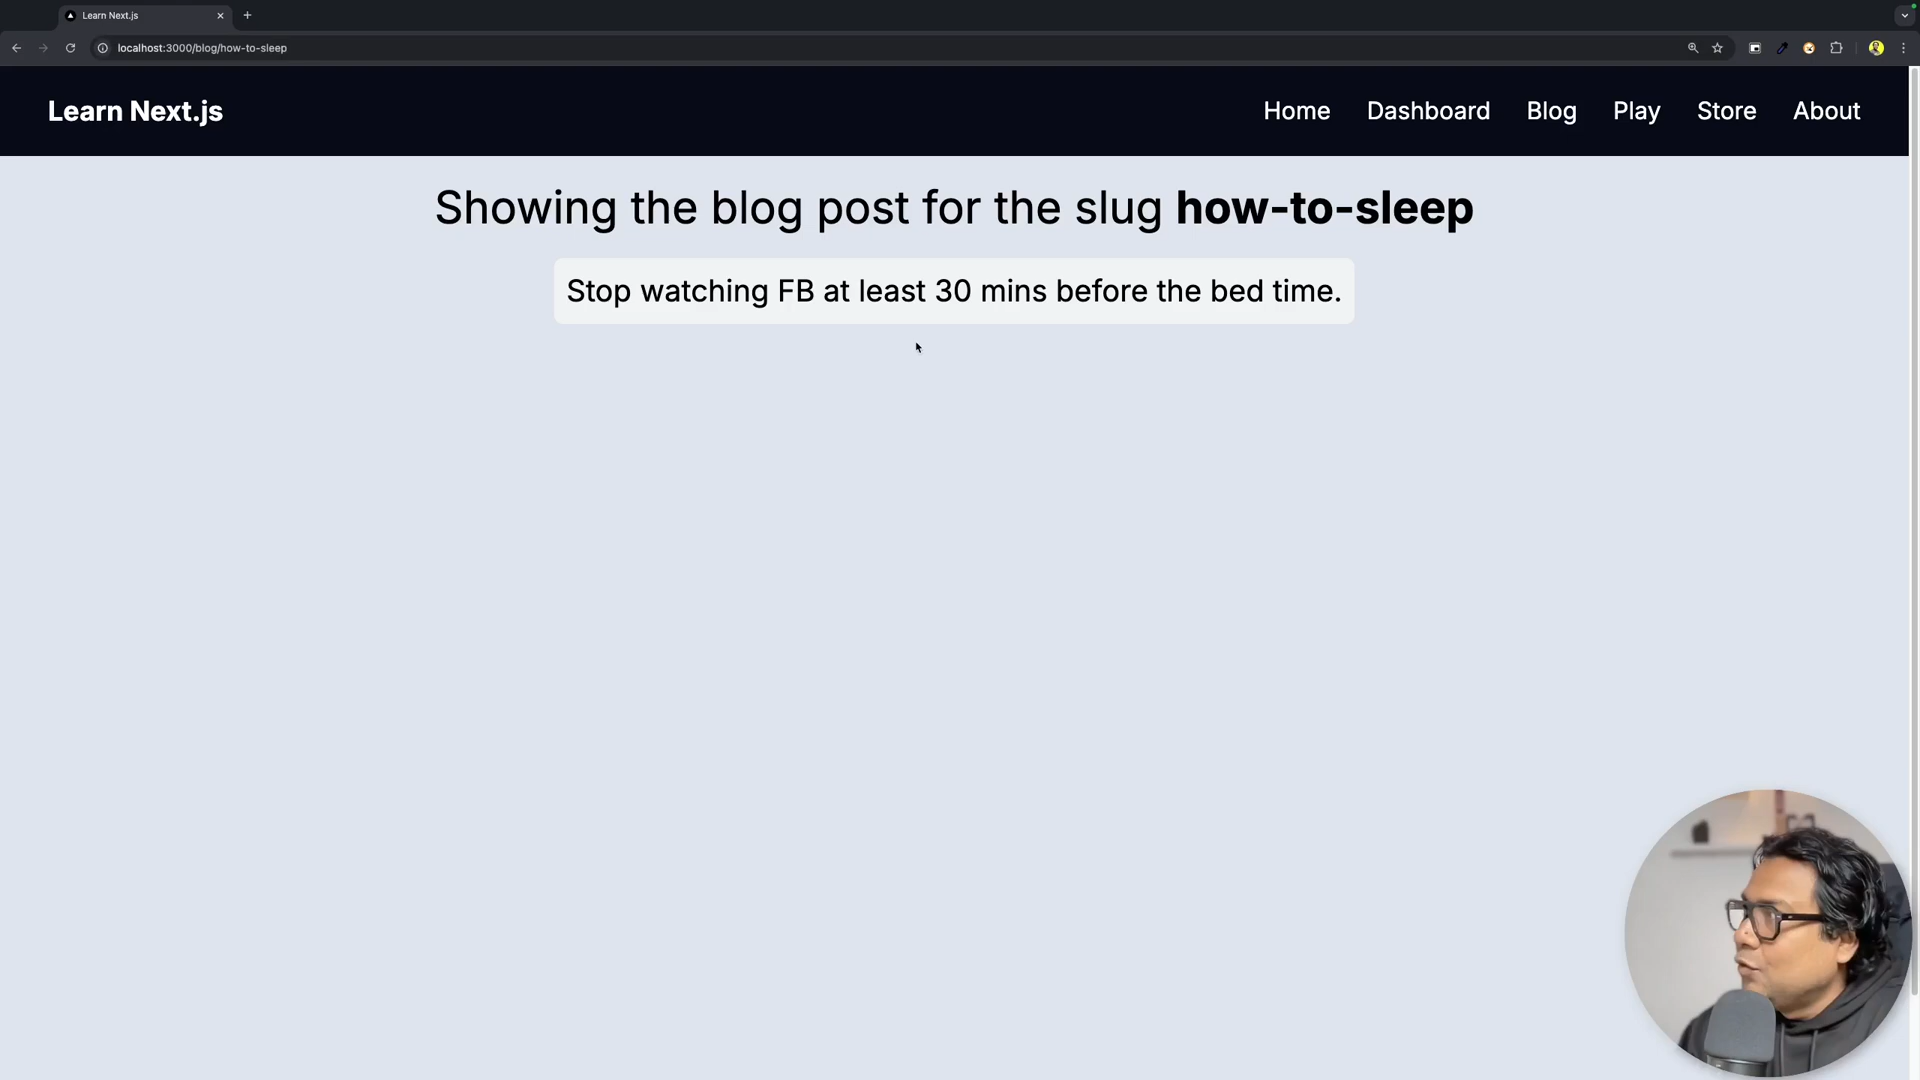 Learn Next.js
localhost:3000/blog/how-to-sleep
Learn Next.js Home Dashboard Blog Play Store About
Showing the blog post for the slug how-to-sleep
Stop watching FB at least 30 mins before the bed time.